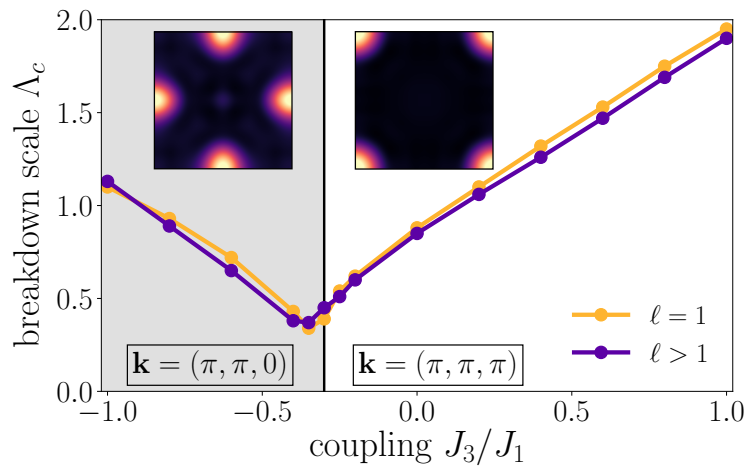 2.0
1.5
1.0
0.5
0.0
breakdown scale Λ_c
ℓ = 1
ℓ > 1
k = (π, π, 0)
k = (π, π, π)
−1.0 −0.5 0.0 0.5 1.0
coupling J_3/J_1